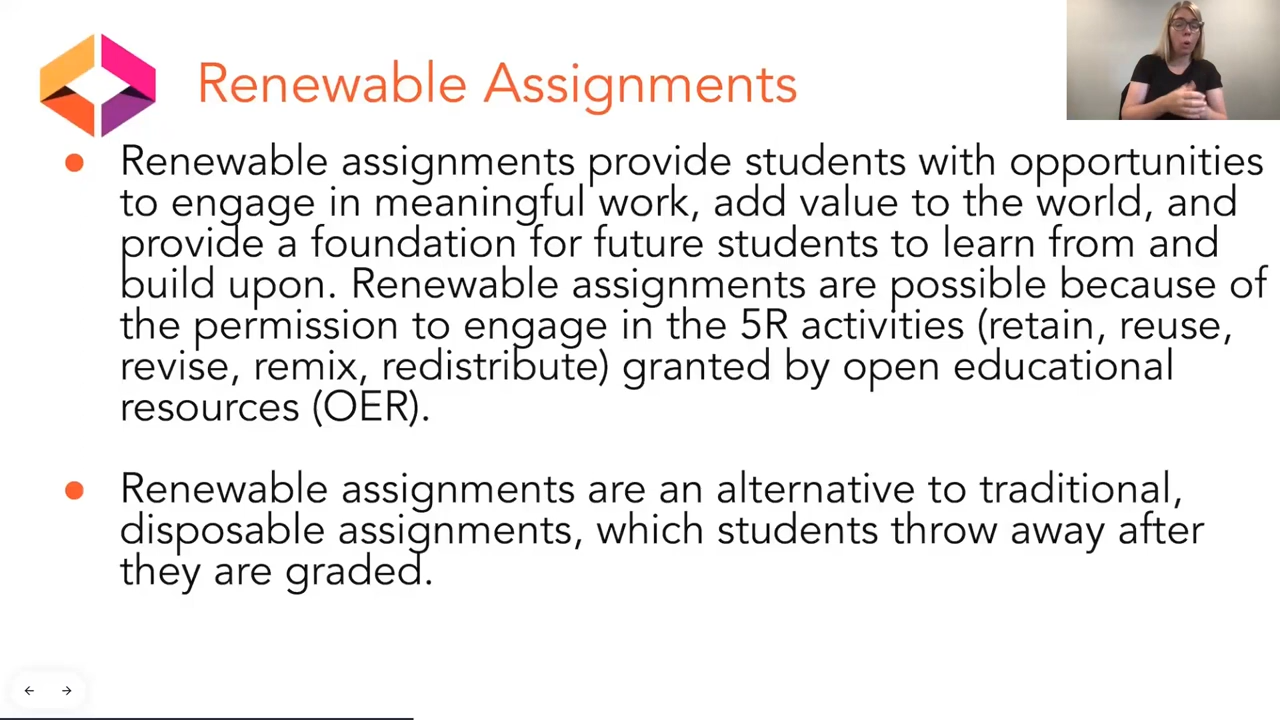 Renewable Assignments
● Renewable assignments provide students with opportunities
to engage in meaningful work, add value to the world, and
provide a foundation for future students to learn from and
build upon. Renewable assignments are possible because of
the permission to engage in the 5R activities (retain, reuse,
revise, remix, redistribute) granted by open educational
resources (OER).
● Renewable assignments are an alternative to traditional,
disposable assignments, which students throw away after
they are graded.